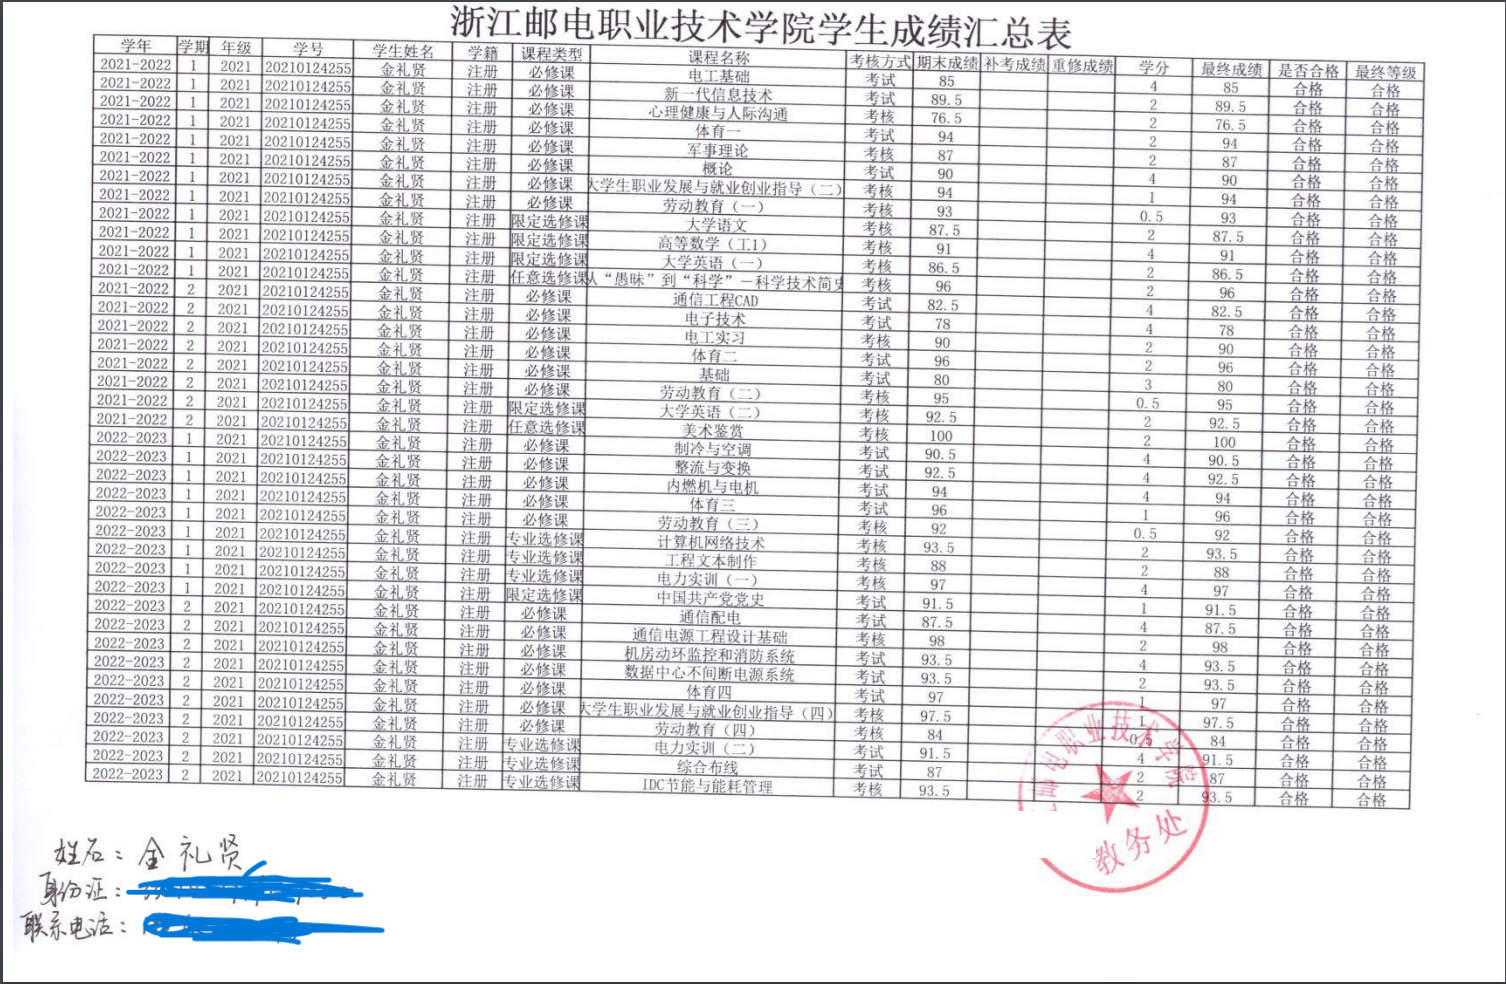 浙江邮电职业技术学院学生成绩汇总表
学年 学期 年级 学号 学生姓名 学籍 课程类型 课程名称 考核方式 期末成绩 补考成绩 重修成绩 学分 最终成绩 是否合格 最终等级
2021-2022 1 2021 20210124255 金礼贤 注册 必修课 电工基础 考试 85 4 85 合格 合格
2021-2022 1 2021 20210124255 金礼贤 注册 必修课 新一代信息技术 考试 89.5 2 89.5 合格 合格
2021-2022 1 2021 20210124255 金礼贤 注册 必修课 心理健康与人际沟通 考核 76.5 2 76.5 合格 合格
2021-2022 1 2021 20210124255 金礼贤 注册 必修课 体育一 考试 94 2 94 合格 合格
2021-2022 1 2021 20210124255 金礼贤 注册 必修课 军事理论 考核 87 2 87 合格 合格
2021-2022 1 2021 20210124255 金礼贤 注册 必修课 概论 考试 90 4 90 合格 合格
2021-2022 1 2021 20210124255 金礼贤 注册 必修课 大学生职业发展与就业创业指导（二） 考核 94 1 94 合格 合格
2021-2022 1 2021 20210124255 金礼贤 注册 必修课 劳动教育（一） 考核 93 0.5 93 合格 合格
2021-2022 1 2021 20210124255 金礼贤 注册 限定选修课 大学语文 考核 87.5 2 87.5 合格 合格
2021-2022 1 2021 20210124255 金礼贤 注册 限定选修课 高等数学（工1） 考核 91 4 91 合格 合格
2021-2022 1 2021 20210124255 金礼贤 注册 限定选修课 大学英语（一） 考核 86.5 2 86.5 合格 合格
2021-2022 1 2021 20210124255 金礼贤 注册 任意选修课 从“愚昧”到“科学”－科学技术简史 考核 96 2 96 合格 合格
2021-2022 2 2021 20210124255 金礼贤 注册 必修课 通信工程CAD 考试 82.5 4 82.5 合格 合格
2021-2022 2 2021 20210124255 金礼贤 注册 必修课 电子技术 考试 78 4 78 合格 合格
2021-2022 2 2021 20210124255 金礼贤 注册 必修课 电工实习 考核 90 2 90 合格 合格
2021-2022 2 2021 20210124255 金礼贤 注册 必修课 体育二 考试 96 2 96 合格 合格
2021-2022 2 2021 20210124255 金礼贤 注册 必修课 基础 考试 80 3 80 合格 合格
2021-2022 2 2021 20210124255 金礼贤 注册 必修课 劳动教育（二） 考核 95 0.5 95 合格 合格
2021-2022 2 2021 20210124255 金礼贤 注册 限定选修课 大学英语（二） 考核 92.5 2 92.5 合格 合格
2021-2022 2 2021 20210124255 金礼贤 注册 任意选修课 美术鉴赏 考核 100 2 100 合格 合格
2022-2023 1 2021 20210124255 金礼贤 注册 必修课 制冷与空调 考试 90.5 4 90.5 合格 合格
2022-2023 1 2021 20210124255 金礼贤 注册 必修课 整流与变换 考试 92.5 4 92.5 合格 合格
2022-2023 1 2021 20210124255 金礼贤 注册 必修课 内燃机与电机 考试 94 4 94 合格 合格
2022-2023 1 2021 20210124255 金礼贤 注册 必修课 体育三 考试 96 1 96 合格 合格
2022-2023 1 2021 20210124255 金礼贤 注册 必修课 劳动教育（三） 考核 92 0.5 92 合格 合格
2022-2023 1 2021 20210124255 金礼贤 注册 专业选修课 计算机网络技术 考核 93.5 2 93.5 合格 合格
2022-2023 1 2021 20210124255 金礼贤 注册 专业选修课 工程文本制作 考核 88 2 88 合格 合格
2022-2023 1 2021 20210124255 金礼贤 注册 专业选修课 电力实训（一） 考核 97 4 97 合格 合格
2022-2023 1 2021 20210124255 金礼贤 注册 限定选修课 中国共产党党史 考试 91.5 1 91.5 合格 合格
2022-2023 2 2021 20210124255 金礼贤 注册 必修课 通信配电 考试 87.5 4 87.5 合格 合格
2022-2023 2 2021 20210124255 金礼贤 注册 必修课 通信电源工程设计基础 考核 98 2 98 合格 合格
2022-2023 2 2021 20210124255 金礼贤 注册 必修课 机房动环监控和消防系统 考试 93.5 4 93.5 合格 合格
2022-2023 2 2021 20210124255 金礼贤 注册 必修课 数据中心不间断电源系统 考试 93.5 2 93.5 合格 合格
2022-2023 2 2021 20210124255 金礼贤 注册 必修课 体育四 考试 97 1 97 合格 合格
2022-2023 2 2021 20210124255 金礼贤 注册 必修课 大学生职业发展与就业创业指导（四） 考核 97.5 1 97.5 合格 合格
2022-2023 2 2021 20210124255 金礼贤 注册 必修课 劳动教育（四） 考核 84 0.5 84 合格 合格
2022-2023 2 2021 20210124255 金礼贤 注册 专业选修课 电力实训（二） 考试 91.5 4 91.5 合格 合格
2022-2023 2 2021 20210124255 金礼贤 注册 专业选修课 综合布线 考试 87 2 87 合格 合格
2022-2023 2 2021 20210124255 金礼贤 注册 专业选修课 IDC节能与能耗管理 考核 93.5 2 93.5 合格 合格
邮电职业技术学院
教务处
姓名：金礼贤
身份证：
联系电话：